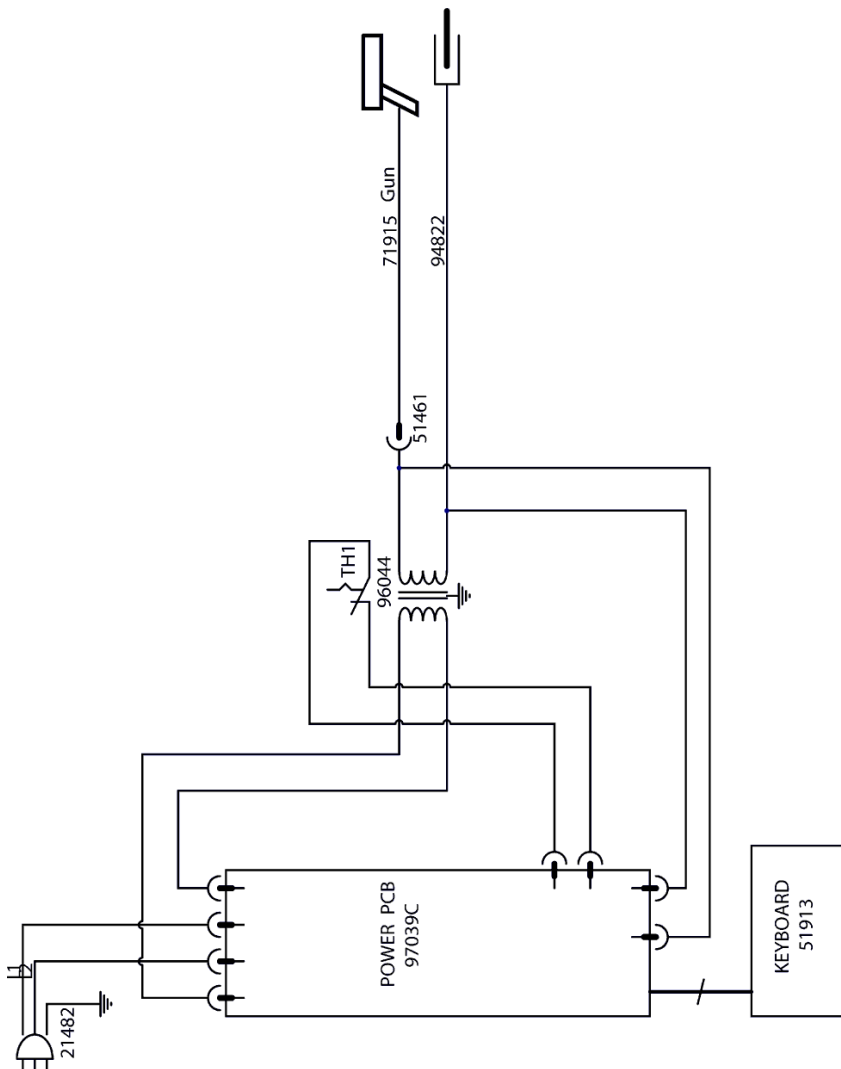 71915 Gun
94822
51461
TH1
96044
POWER PCB
97039C
KEYBOARD
51913
L1
L2
21482